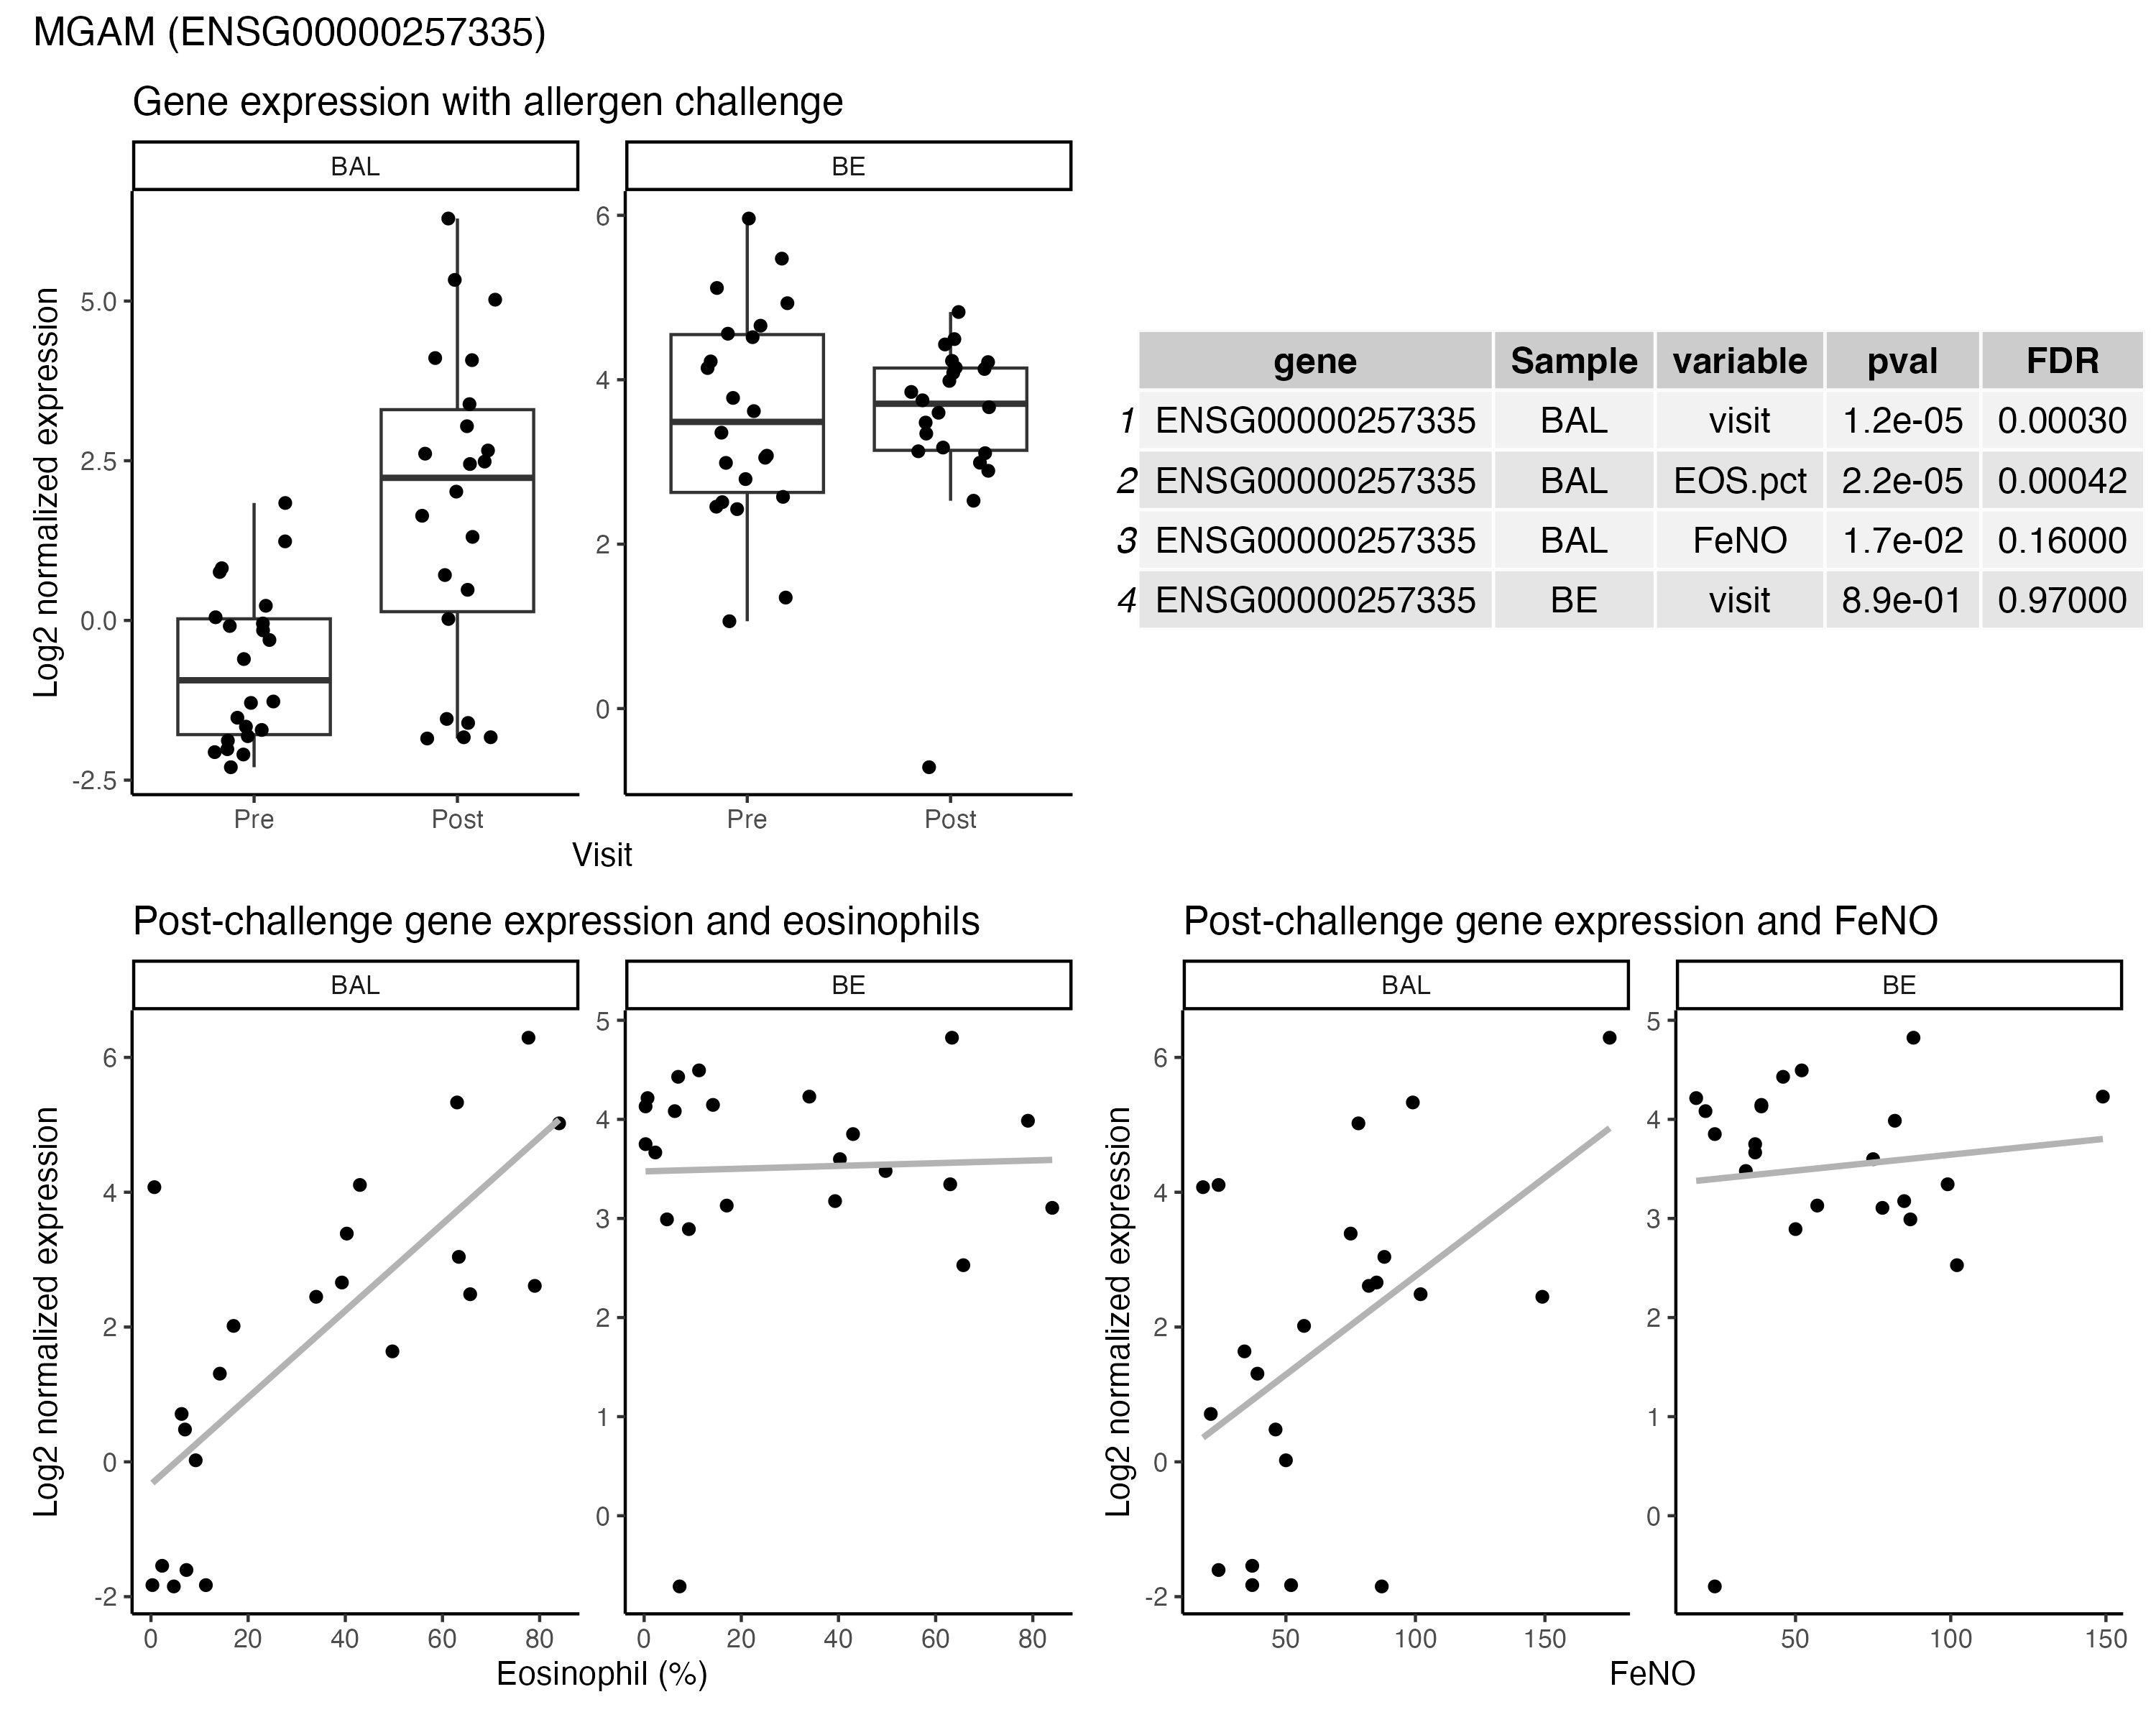 MGAM (ENSG00000257335)
Gene expression with allergen challenge
BAL BE
Log2 normalized expression
5.0
2.5
0.0
-2.5
6
4
2
0
Pre Post Pre Post
Visit
gene Sample variable pval FDR
1 ENSG00000257335 BAL visit 1.2e-05 0.00030
2 ENSG00000257335 BAL EOS.pct 2.2e-05 0.00042
3 ENSG00000257335 BAL FeNO 1.7e-02 0.16000
4 ENSG00000257335 BE visit 8.9e-01 0.97000
Post-challenge gene expression and eosinophils
BAL BE
Log2 normalized expression
6
4
2
0
-2
5
4
3
2
1
0
0 20 40 60 80 0 20 40 60 80
Eosinophil (%)
Post-challenge gene expression and FeNO
BAL BE
Log2 normalized expression
6
4
2
0
-2
5
4
3
2
1
0
50 100 150 50 100 150
FeNO